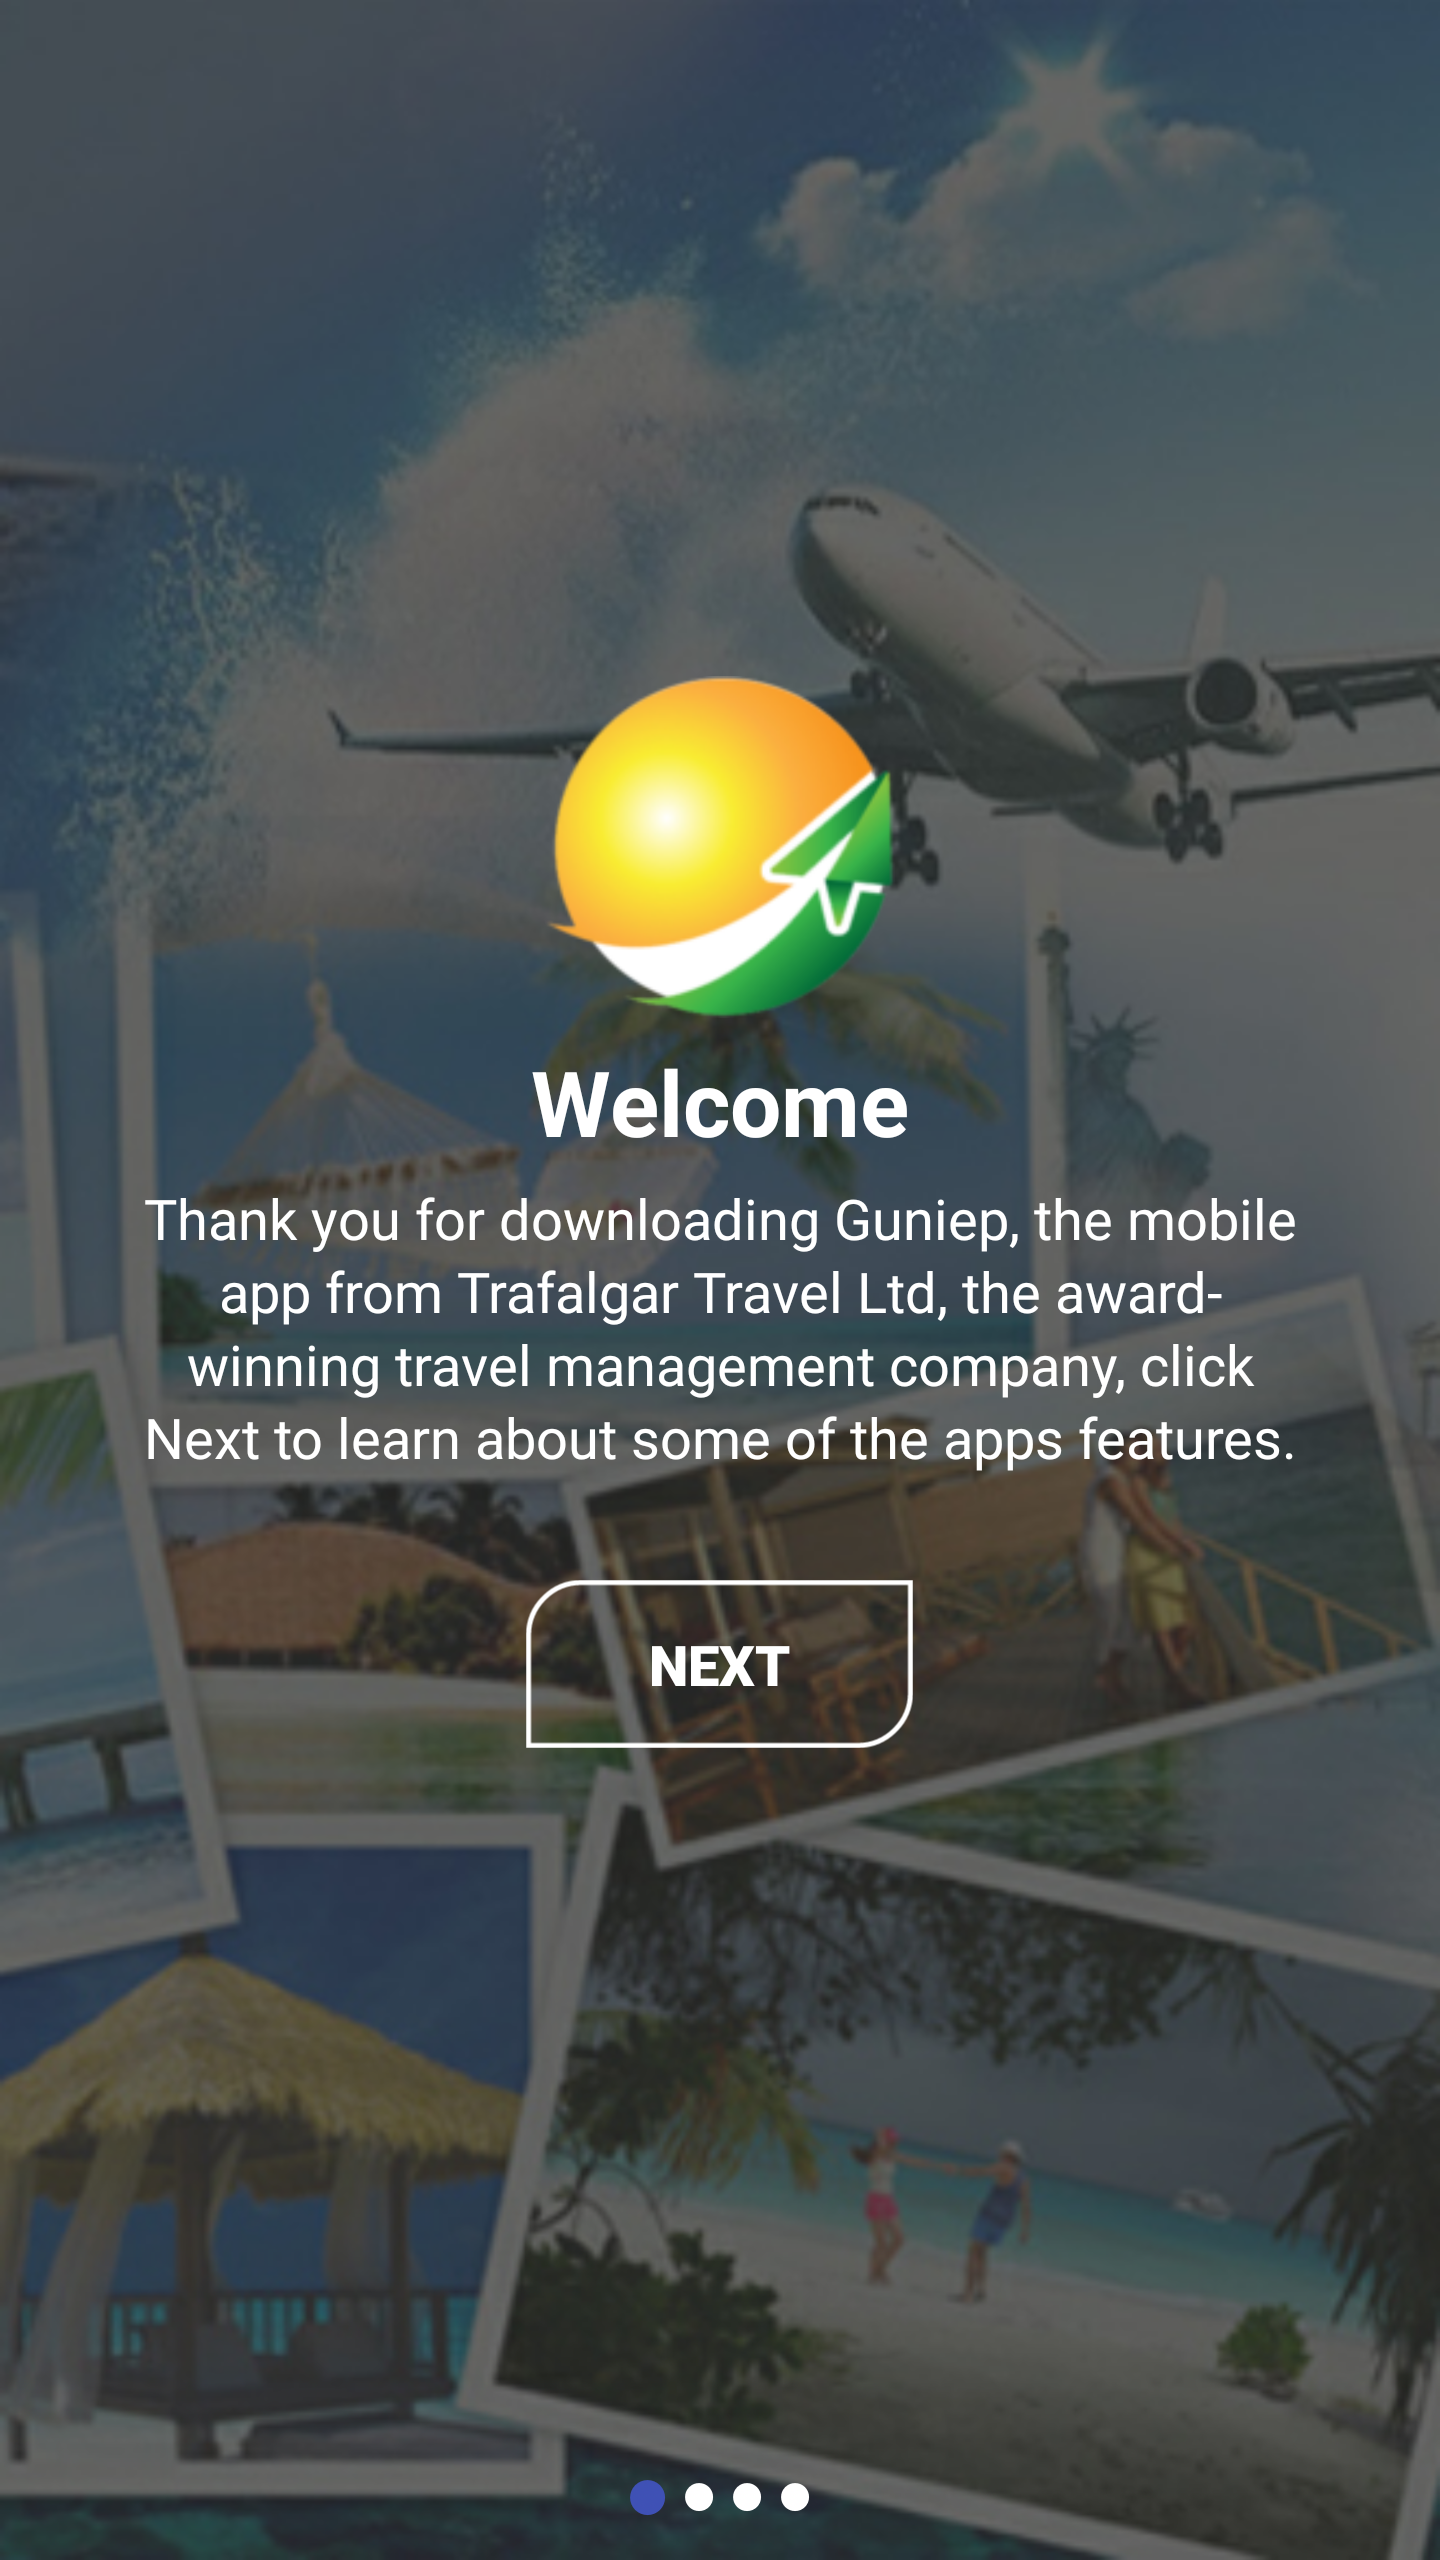 Welcome
Thank you for downloading Guniep, the mobile
app from Trafalgar Travel Ltd, the award-
winning travel management company, click
Next to learn about some of the apps features.
NEXT